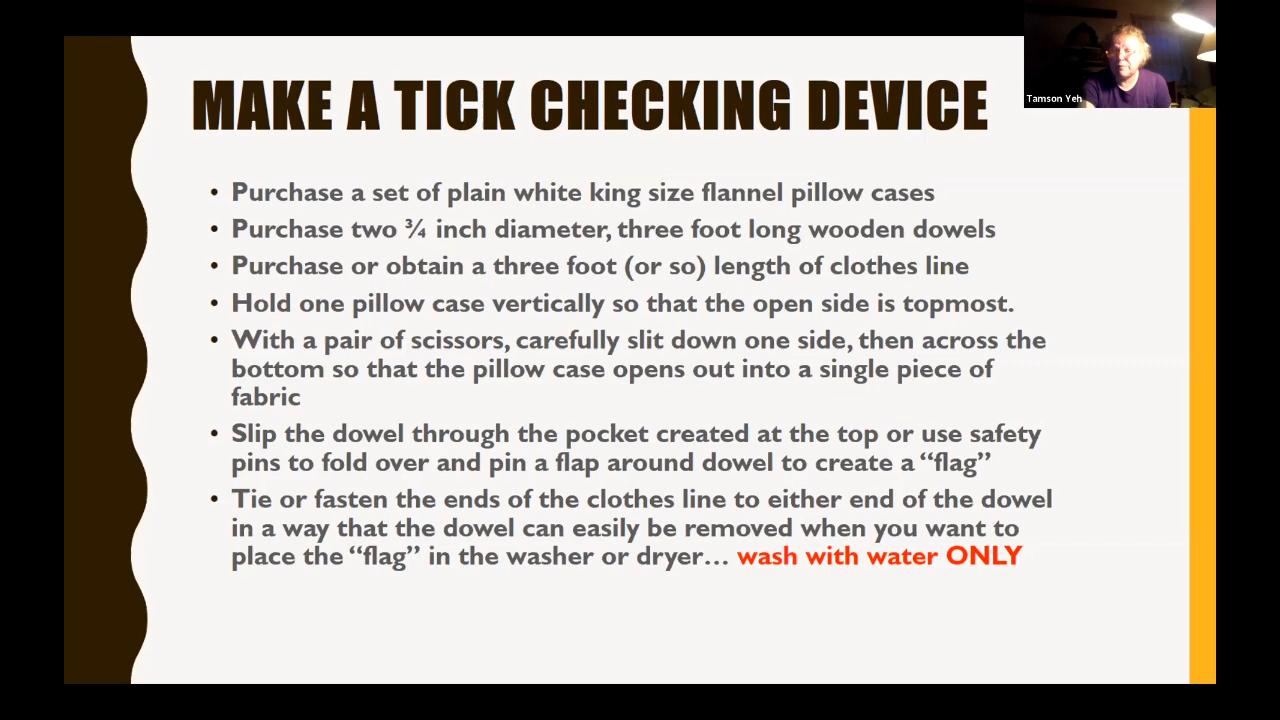 MAKE A TICK CHECKING DEVICE
Tamson Yeh
• Purchase a set of plain white king size flannel pillow cases
• Purchase two ¾ inch diameter, three foot long wooden dowels
• Purchase or obtain a three foot (or so) length of clothes line
• Hold one pillow case vertically so that the open side is topmost.
• With a pair of scissors, carefully slit down one side, then across the
bottom so that the pillow case opens out into a single piece of
fabric
• Slip the dowel through the pocket created at the top or use safety
pins to fold over and pin a flap around dowel to create a “flag”
• Tie or fasten the ends of the clothes line to either end of the dowel
in a way that the dowel can easily be removed when you want to
place the “flag” in the washer or dryer… wash with water ONLY